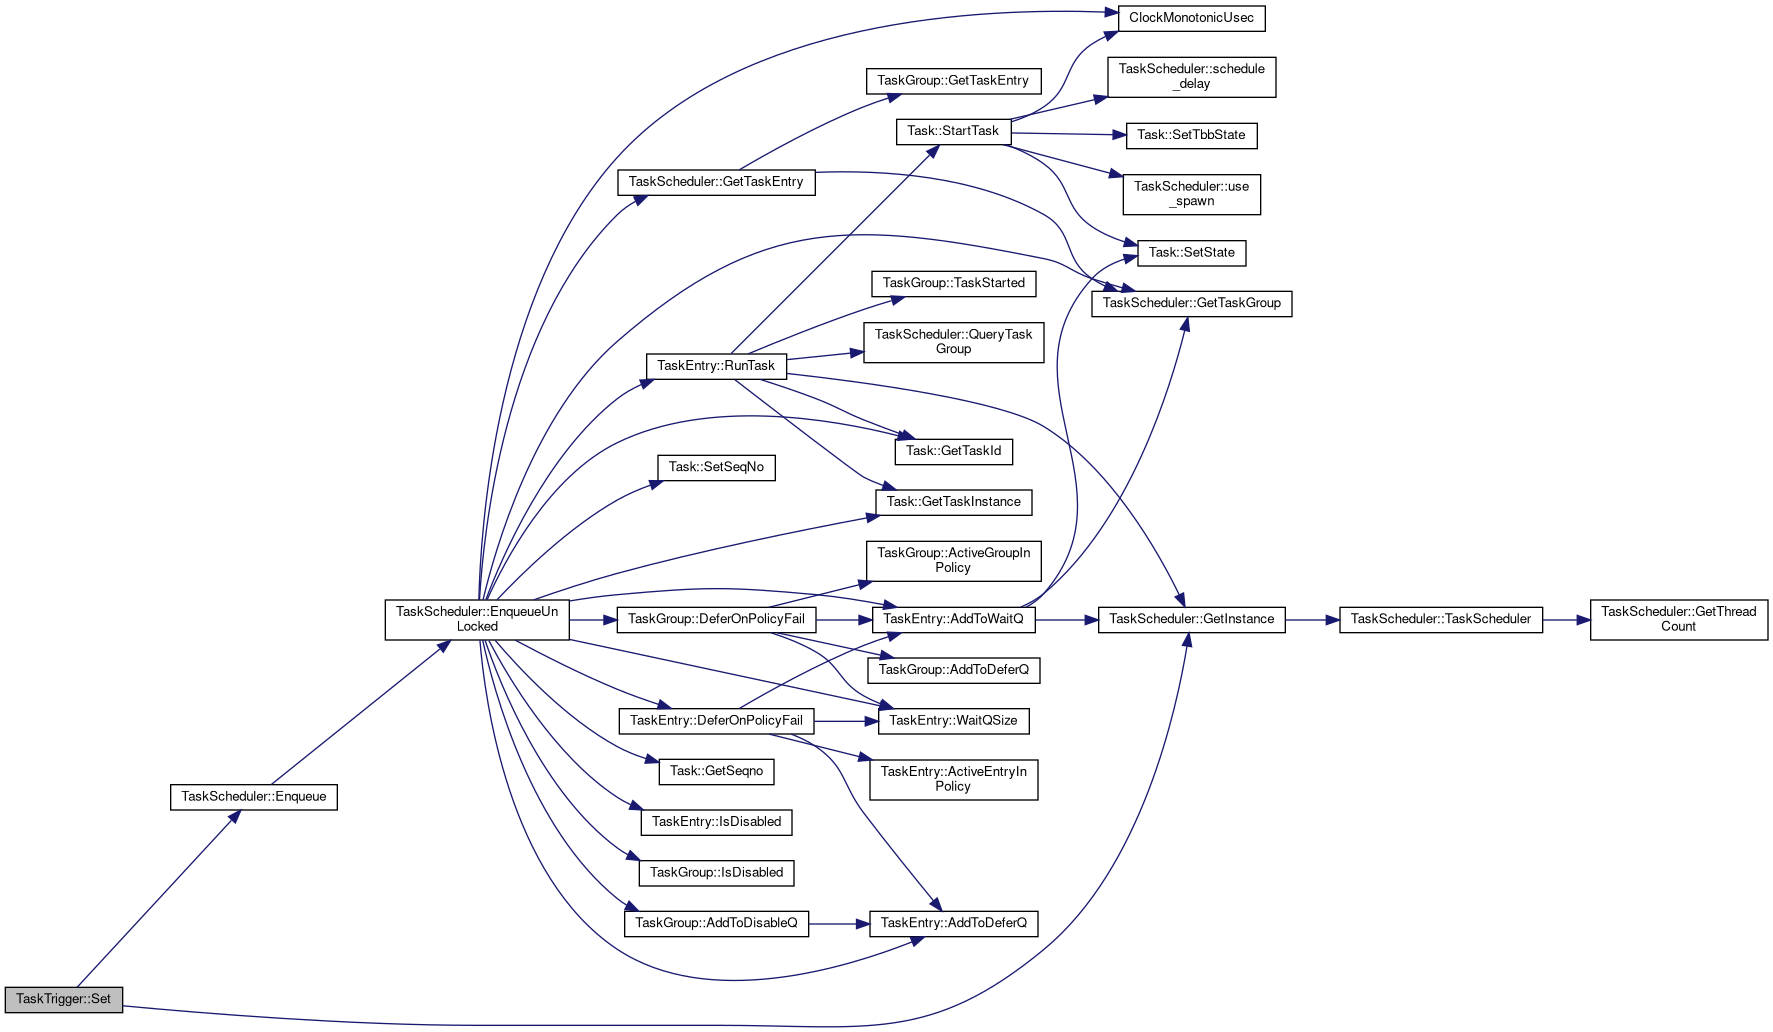 ClockMonotonicUsec
TaskScheduler::schedule
_delay
TaskGroup::GetTaskEntry
Task::StartTask
Task::SetTbbState
TaskScheduler::GetTaskEntry
TaskScheduler::use
_spawn
Task::SetState
TaskGroup::TaskStarted
TaskScheduler::GetTaskGroup
TaskScheduler::QueryTask
Group
TaskEntry::RunTask
Task::GetTaskId
Task::SetSeqNo
Task::GetTaskInstance
TaskGroup::ActiveGroupIn
Policy
TaskScheduler::EnqueueUn
Locked
TaskGroup::DeferOnPolicyFail
TaskEntry::AddToWaitQ
TaskScheduler::GetInstance
TaskScheduler::TaskScheduler
TaskScheduler::GetThread
Count
TaskGroup::AddToDeferQ
TaskEntry::DeferOnPolicyFail
TaskEntry::WaitQSize
Task::GetSeqno
TaskEntry::ActiveEntryIn
Policy
TaskScheduler::Enqueue
TaskEntry::IsDisabled
TaskGroup::IsDisabled
TaskGroup::AddToDisableQ
TaskEntry::AddToDeferQ
TaskTrigger::Set